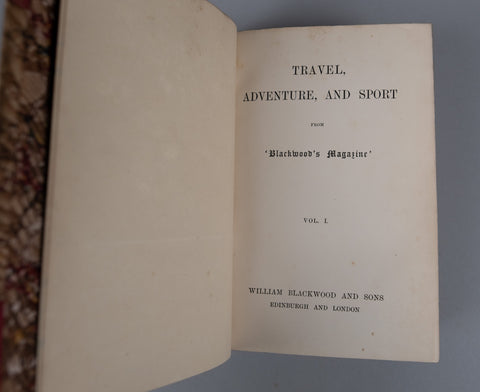 TRAVEL,
ADVENTURE, AND SPORT
FROM
'Blackwood's Magazine'
VOL. I.
WILLIAM BLACKWOOD AND SONS
EDINBURGH AND LONDON